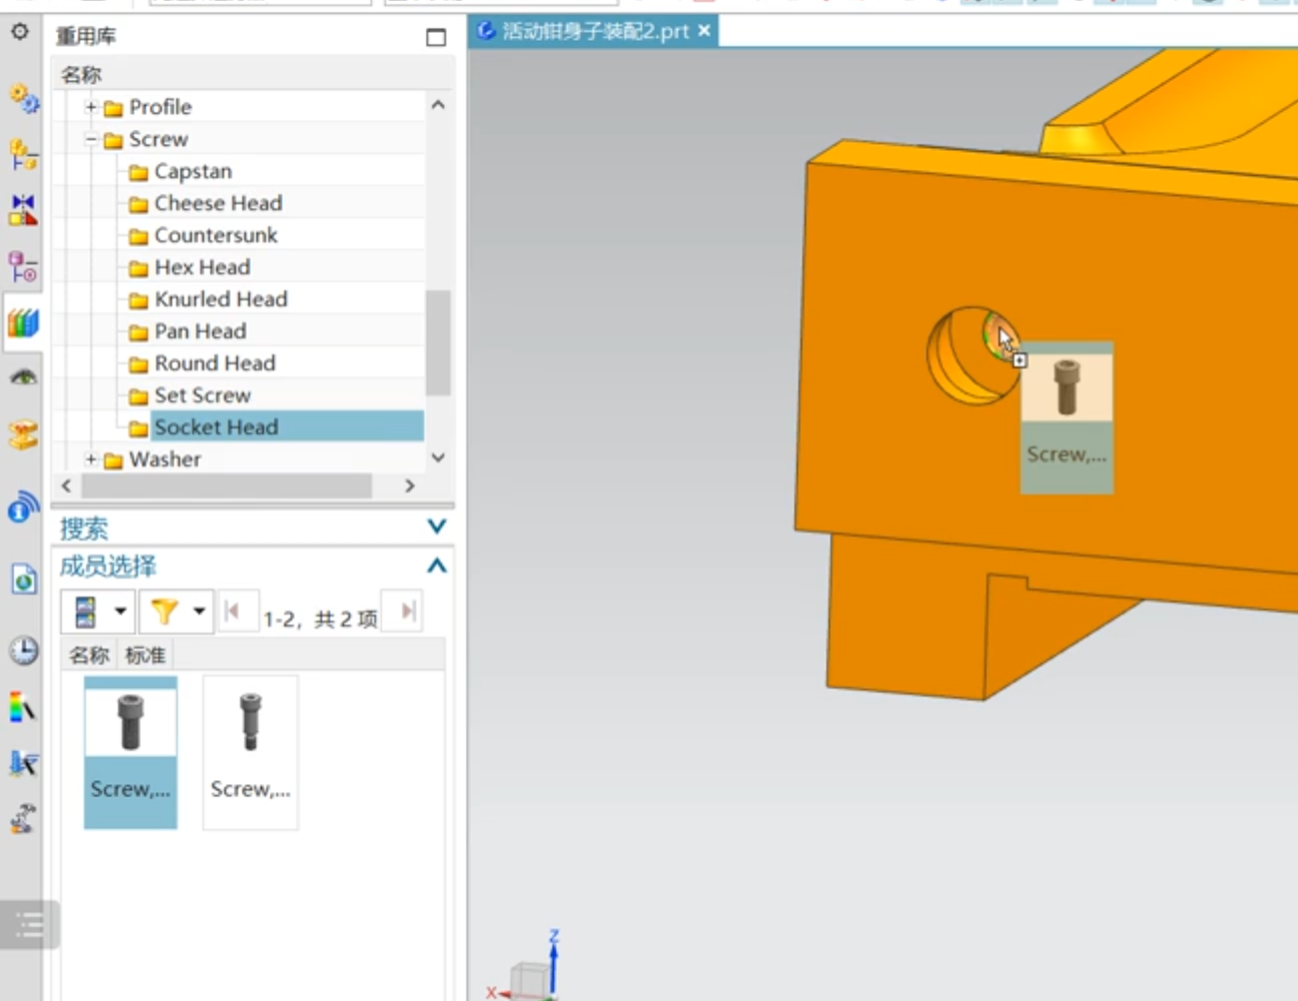 重用库
活动钳身子装配2.prt
名称
Profile
Screw
Capstan
Cheese Head
Countersunk
Hex Head
Knurled Head
Pan Head
Round Head
Set Screw
Socket Head
Washer
搜索
成员选择
1-2，共 2 项
名称 标准
Screw,...
Screw,...
Screw,...
Z
X